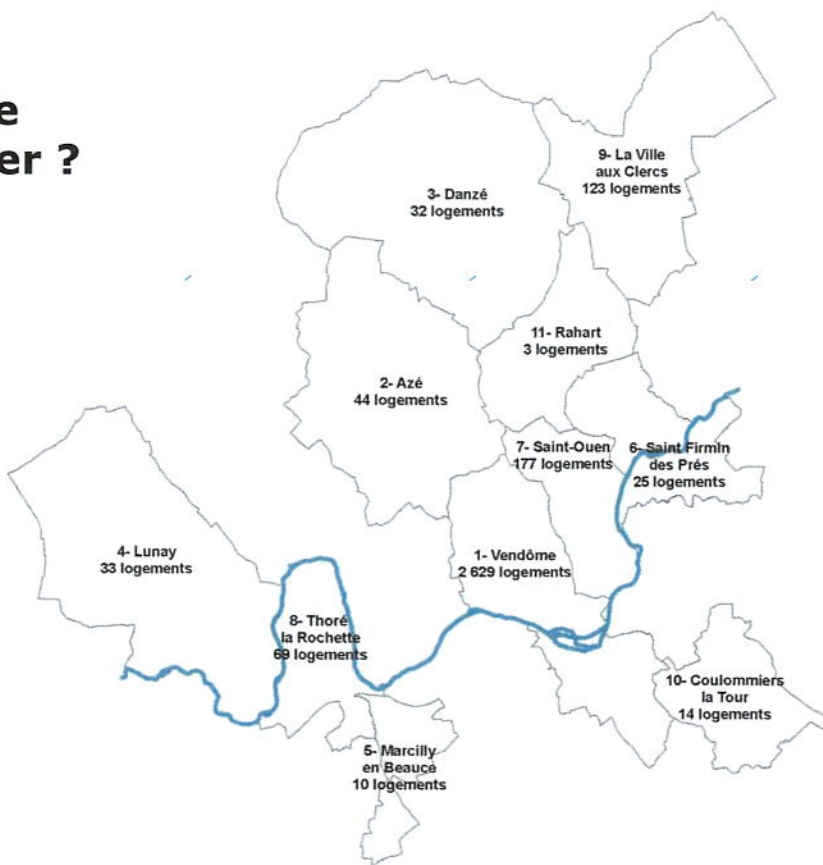 e
er ?
9- La Ville
aux Clercs
123 logements
3- Danzé
32 logements
11- Rahart
3 logements
2- Azé
44 logements
7- Saint-Ouen
177 logements
6- Saint Firmin
des Prés
25 logements
4- Lunay
33 logements
1- Vendôme
2 629 logements
8- Thoré
la Rochette
69 logements
10- Coulommiers
la Tour
14 logements
5- Marcilly
en Beauce
10 logements